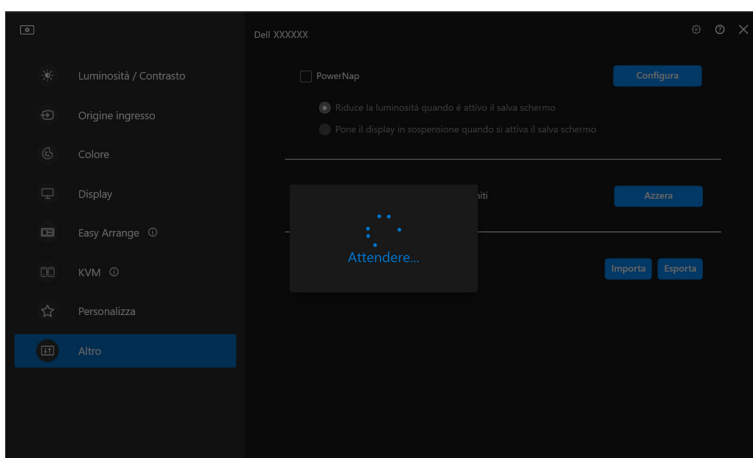 Dell XXXXXX
Luminosità / Contrasto
Origine ingresso
Colore
Display
Easy Arrange
KVM
Personalizza
Altro
PowerNap
Configura
Riduce la luminosità quando è attivo il salva schermo
Pone il display in sospensione quando si attiva il salva schermo
Azzera
Attendere...
Importa Esporta